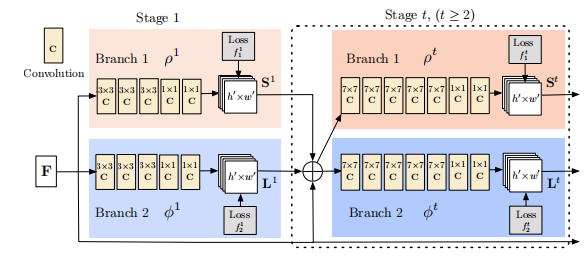 Stage 1
Stage t, (t ≥ 2)
C
Convolution
Branch 1 ρ¹
Loss
f₁¹
3×3 C 3×3 C 3×3 C 1×1 C 1×1 C
h′×w′
S¹
Branch 1 ρᵗ
Loss
f₁ᵗ
7×7 C 7×7 C 7×7 C 7×7 C 7×7 C 1×1 C 1×1 C
h′×w′
Sᵗ
F
3×3 C 3×3 C 3×3 C 1×1 C 1×1 C
h′×w′
L¹
Branch 2 ϕ¹
Loss
f₂¹
7×7 C 7×7 C 7×7 C 7×7 C 7×7 C 1×1 C 1×1 C
h′×w′
Lᵗ
Branch 2 ϕᵗ
Loss
f₂ᵗ